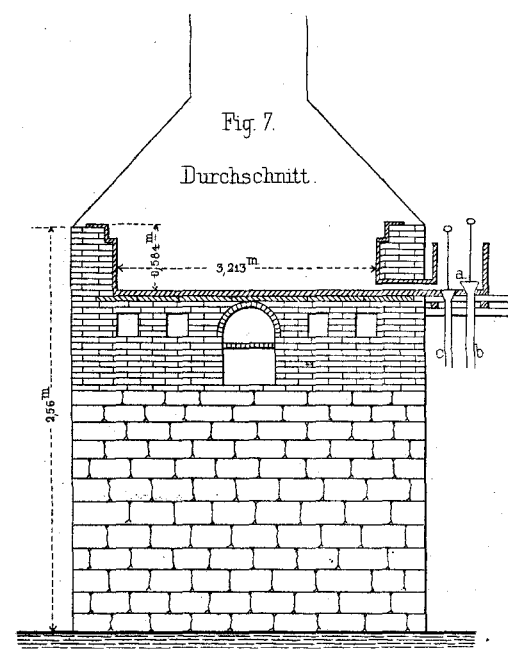 Fig. 7.
Durchschnitt.
0,584 m
3,213 m
a.
c
b
2,56 m